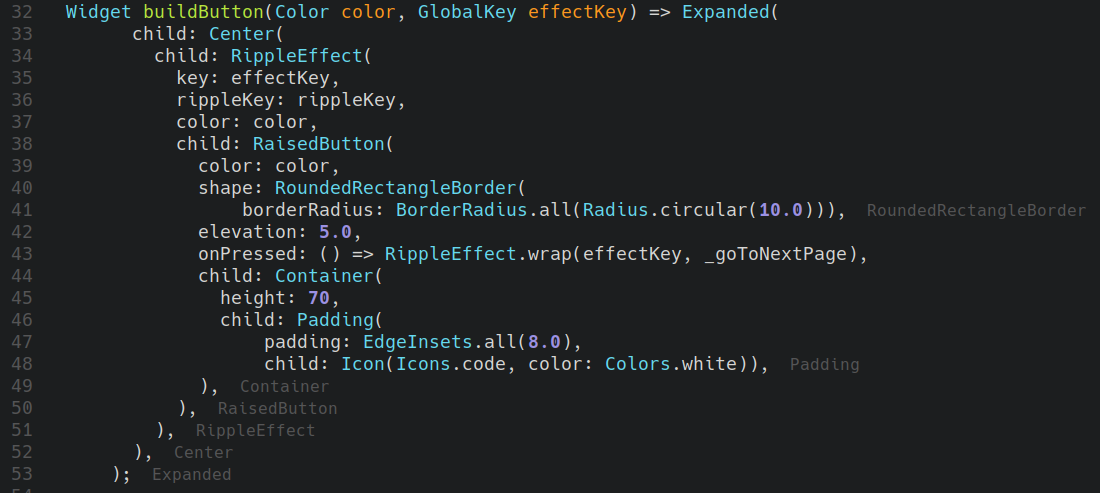 32 Widget buildButton(Color color, GlobalKey effectKey) => Expanded(
33 child: Center(
34 child: RippleEffect(
35 key: effectKey,
36 rippleKey: rippleKey,
37 color: color,
38 child: RaisedButton(
39 color: color,
40 shape: RoundedRectangleBorder(
41 borderRadius: BorderRadius.all(Radius.circular(10.0))), RoundedRectangleBorder
42 elevation: 5.0,
43 onPressed: () => RippleEffect.wrap(effectKey, _goToNextPage),
44 child: Container(
45 height: 70,
46 child: Padding(
47 padding: EdgeInsets.all(8.0),
48 child: Icon(Icons.code, color: Colors.white)), Padding
49 ), Container
50 ), RaisedButton
51 ), RippleEffect
52 ), Center
53 ); Expanded